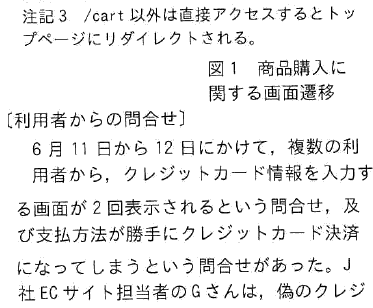 注記3 /cart 以外は直接アクセスするとトッ
プページにリダイレクトされる。
図1 商品購入に
関する画面遷移
〔利用者からの問合せ〕
6月11日から12日にかけて，複数の利
用者から，クレジットカード情報を入力す
る画面が2回表示されるという問合せ，及
び支払方法が勝手にクレジットカード決済
になってしまうという問合せがあった。J
社ECサイト担当者のGさんは，偽のクレジ